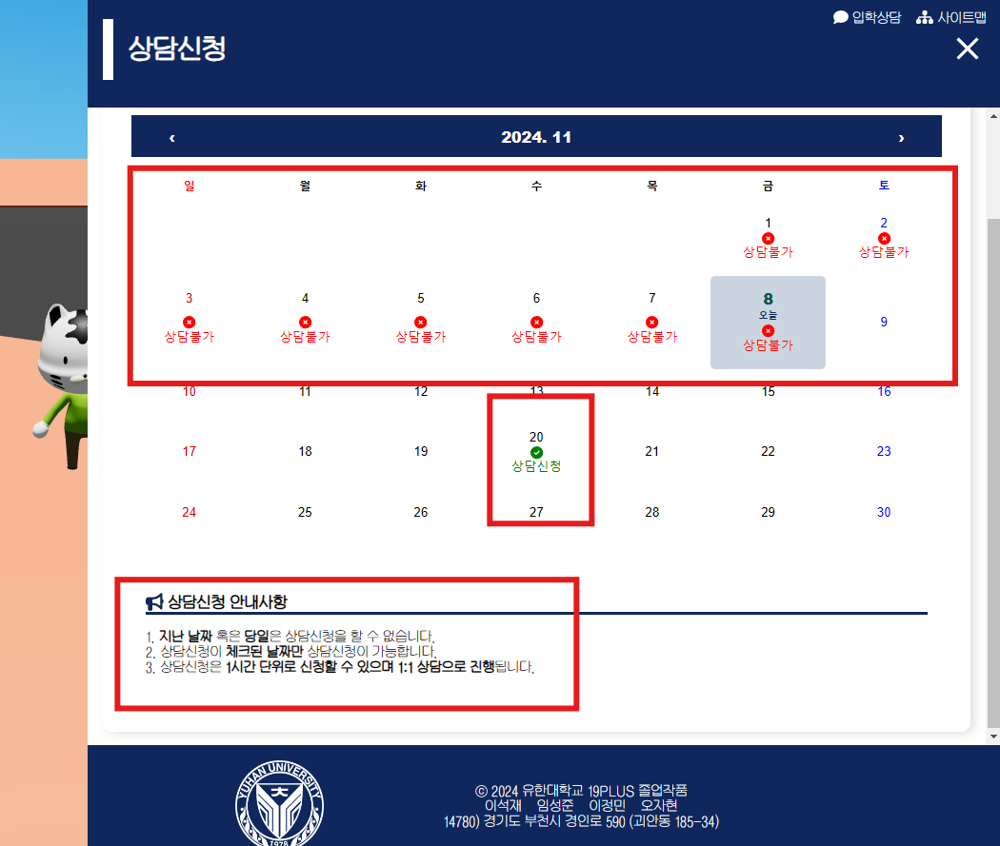 입학상담 사이트맵
상담신청
‹ 2024. 11 ›
일 월 화 수 목 금 토
1 2
상담불가 상담불가
3 4 5 6 7 8 9
오늘
상담불가 상담불가 상담불가 상담불가 상담불가 상담불가
10 11 12 13 14 15 16
17 18 19 20 21 22 23
상담신청
24 25 26 27 28 29 30
상담신청 안내사항
1. 지난 날짜 혹은 당일은 상담신청을 할 수 없습니다.
2. 상담신청이 체크된 날짜만 상담신청이 가능합니다.
3. 상담신청은 1시간 단위로 신청할 수 있으며 1:1 상담으로 진행됩니다.
YUHAN UNIVERSITY
1978
ⓒ 2024 유한대학교 19PLUS 졸업작품
이석재 임성준 이정민 오자현
14780) 경기도 부천시 경인로 590 (괴안동 185-34)